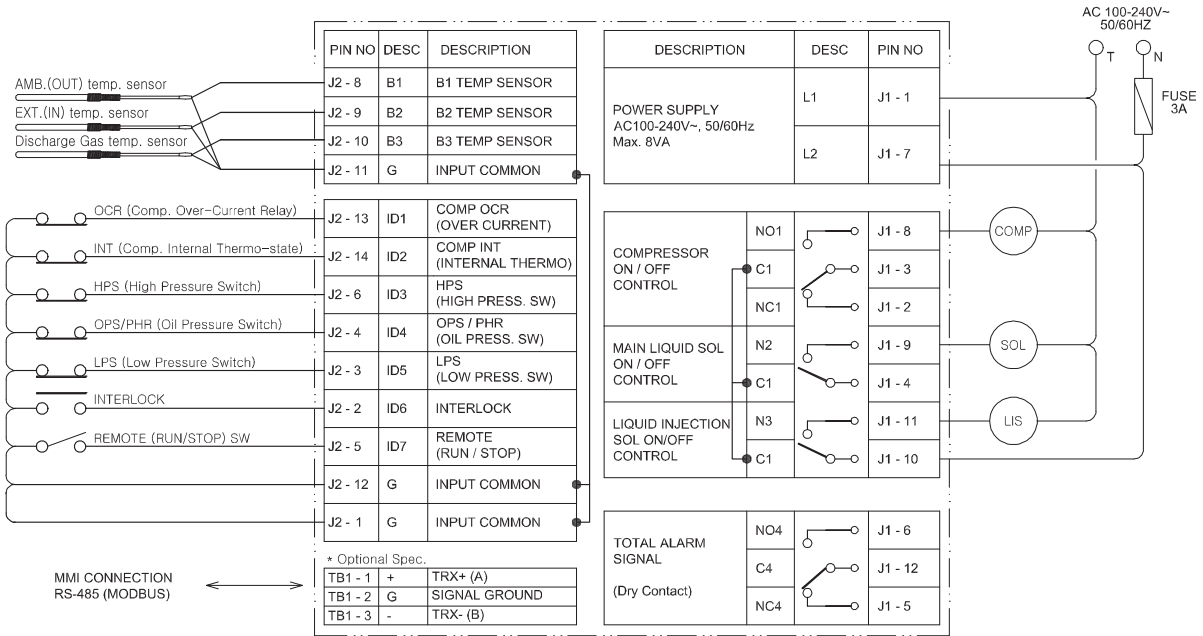 AC 100-240V~
50/60HZ
T
N
FUSE
3A
PIN NO DESC DESCRIPTION
AMB.(OUT) temp. sensor
J2 - 8 B1 B1 TEMP SENSOR
EXT.(IN) temp. sensor
J2 - 9 B2 B2 TEMP SENSOR
Discharge Gas temp. sensor
J2 - 10 B3 B3 TEMP SENSOR
J2 - 11 G INPUT COMMON
OCR (Comp. Over-Current Relay)
J2 - 13 ID1 COMP OCR
(OVER CURRENT)
INT (Comp. Internal Thermo-state)
J2 - 14 ID2 COMP INT
(INTERNAL THERMO)
HPS (High Pressure Switch)
J2 - 6 ID3 HPS
(HIGH PRESS. SW)
OPS/PHR (Oil Pressure Switch)
J2 - 4 ID4 OPS / PHR
(OIL PRESS. SW)
LPS (Low Pressure Switch)
J2 - 3 ID5 LPS
(LOW PRESS. SW)
INTERLOCK
J2 - 2 ID6 INTERLOCK
REMOTE (RUN/STOP) SW
J2 - 5 ID7 REMOTE
(RUN / STOP)
J2 - 12 G INPUT COMMON
J2 - 1 G INPUT COMMON
* Optional Spec.
MMI CONNECTION
RS-485 (MODBUS)
TB1 - 1 + TRX+ (A)
TB1 - 2 G SIGNAL GROUND
TB1 - 3 - TRX- (B)
DESCRIPTION DESC PIN NO
POWER SUPPLY
AC100-240V~, 50/60Hz
Max. 8VA
L1 J1 - 1
L2 J1 - 7
COMPRESSOR
ON / OFF
CONTROL
NO1 J1 - 8
C1 J1 - 3
NC1 J1 - 2
COMP
MAIN LIQUID SOL
ON / OFF
CONTROL
N2 J1 - 9
C1 J1 - 4
SOL
LIQUID INJECTION
SOL ON/OFF
CONTROL
N3 J1 - 11
C1 J1 - 10
LIS
TOTAL ALARM
SIGNAL
(Dry Contact)
NO4 J1 - 6
C4 J1 - 12
NC4 J1 - 5